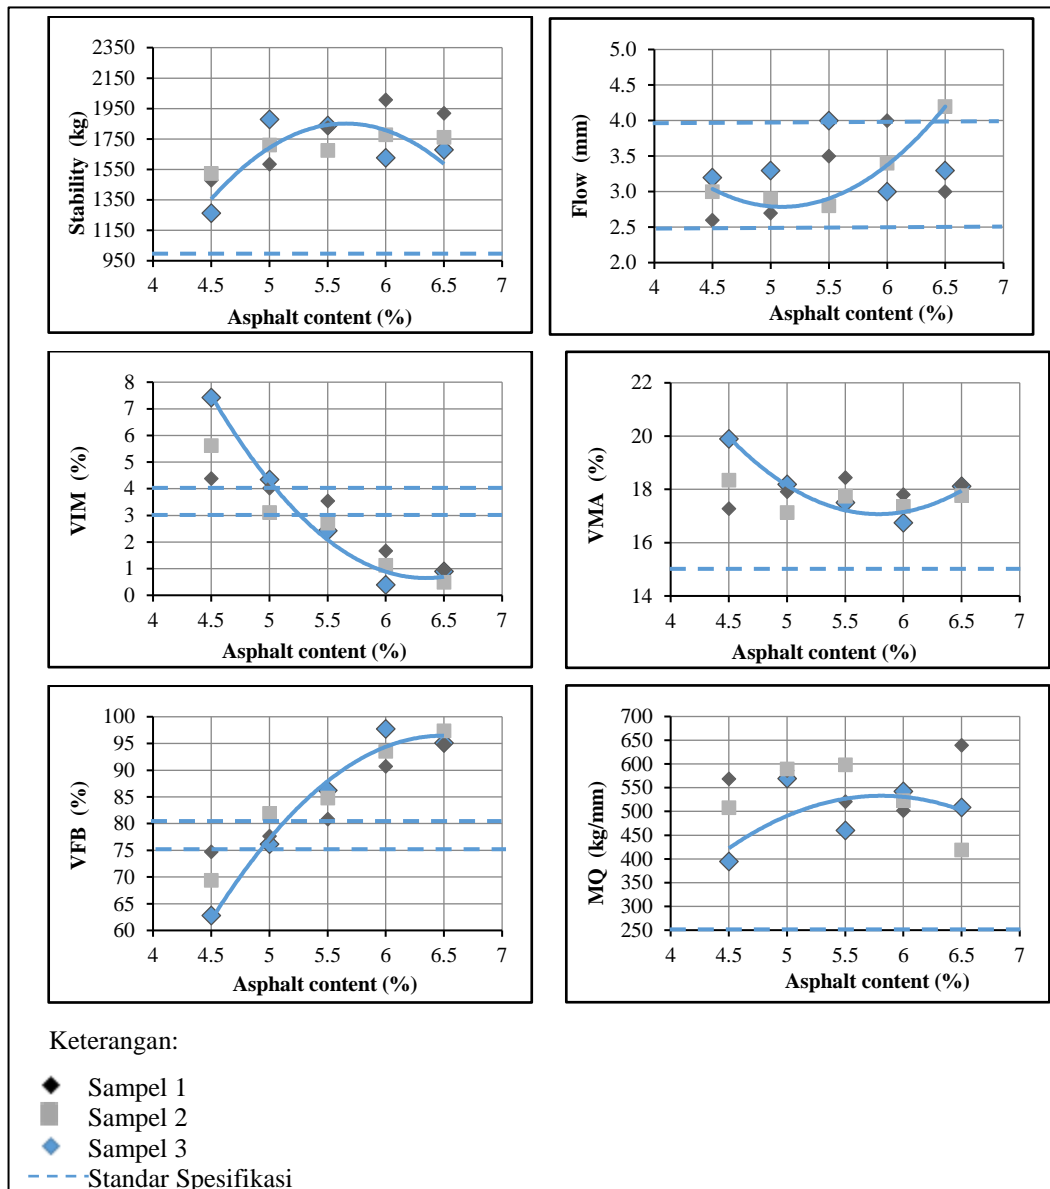 2350
2150
1950
1750
1550
1350
1150
950
Stability (kg)
4 4.5 5 5.5 6 6.5 7
Asphalt content (%)
5.0
4.5
4.0
3.5
3.0
2.5
2.0
Flow (mm)
4 4.5 5 5.5 6 6.5 7
Asphalt content (%)
8
7
6
5
4
3
2
1
0
VIM (%)
4 4.5 5 5.5 6 6.5 7
Asphalt content (%)
22
20
18
16
14
VMA (%)
4 4.5 5 5.5 6 6.5 7
Asphalt content (%)
100
95
90
85
80
75
70
65
60
VFB (%)
4 4.5 5 5.5 6 6.5 7
Asphalt content (%)
700
650
600
550
500
450
400
350
300
250
MQ (kg/mm)
4 4.5 5 5.5 6 6.5 7
Asphalt content (%)
Keterangan:
Sampel 1
Sampel 2
Sampel 3
Standar Spesifikasi